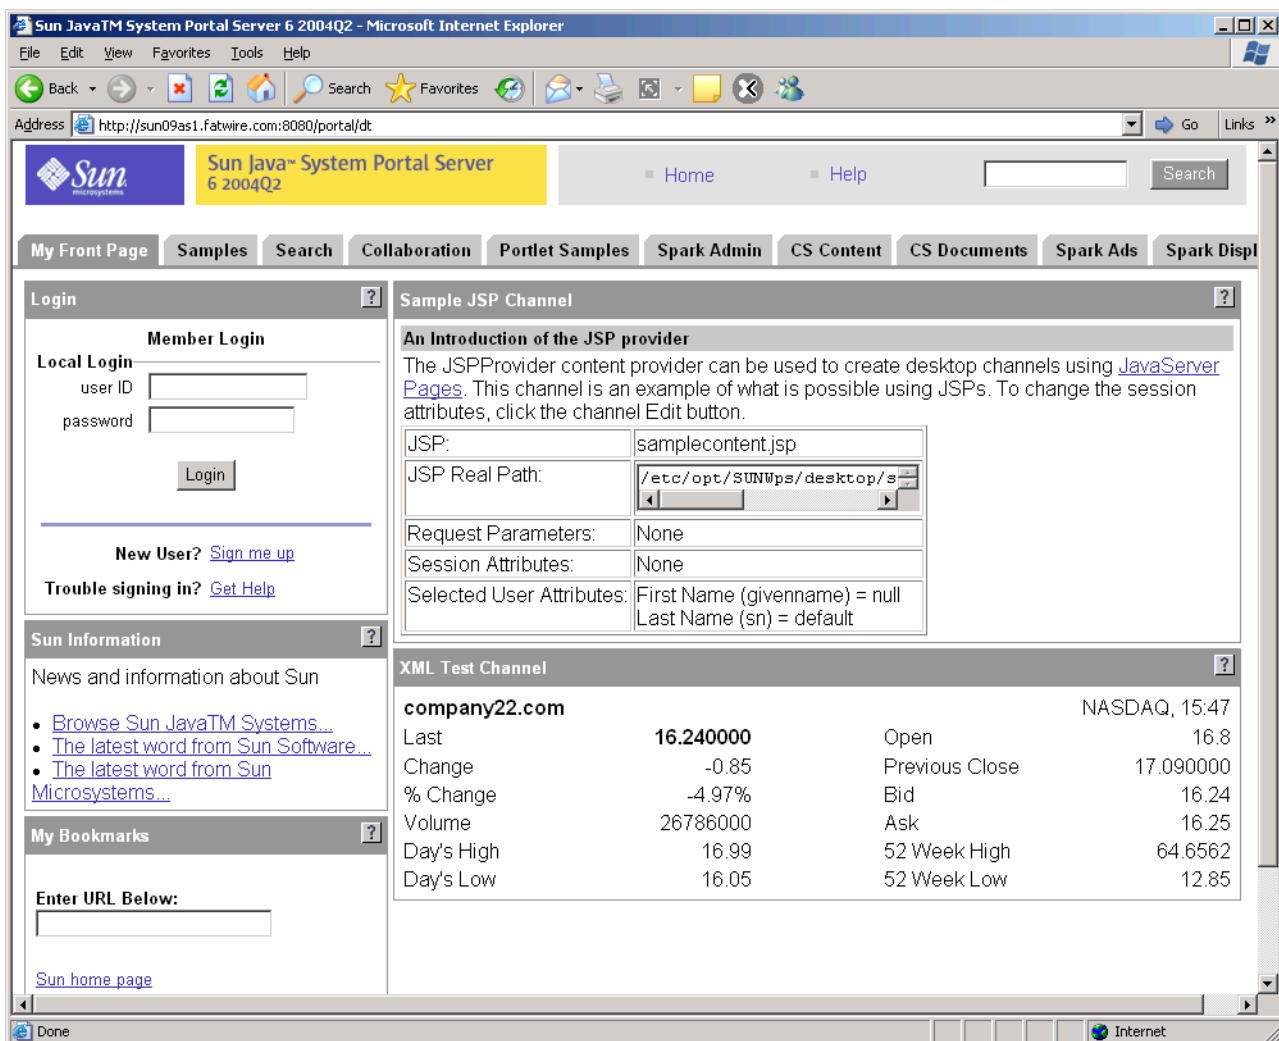 Sun JavaTM System Portal Server 6 2004Q2 - Microsoft Internet Explorer
File Edit View Favorites Tools Help
Back Search Favorites
Address http://sun09as1.fatwire.com:8080/portal/dt Go Links »
Sun microsystems
Sun Java™ System Portal Server
6 2004Q2
Home Help Search
My Front Page Samples Search Collaboration Portlet Samples Spark Admin CS Content CS Documents Spark Ads Spark Displ
Login ?
Member Login
Local Login
user ID
password
Login
New User? Sign me up
Trouble signing in? Get Help
Sun Information ?
News and information about Sun
• Browse Sun JavaTM Systems...
• The latest word from Sun Software...
• The latest word from Sun
Microsystems...
My Bookmarks ?
Enter URL Below:
Sun home page
Sample JSP Channel ?
An Introduction of the JSP provider
The JSPProvider content provider can be used to create desktop channels using JavaServer
Pages. This channel is an example of what is possible using JSPs. To change the session
attributes, click the channel Edit button.
JSP: samplecontent.jsp
JSP Real Path: /etc/opt/SUNWps/desktop/s
Request Parameters: None
Session Attributes: None
Selected User Attributes: First Name (givenname) = null
Last Name (sn) = default
XML Test Channel ?
company22.com NASDAQ, 15:47
Last 16.240000 Open 16.8
Change -0.85 Previous Close 17.090000
% Change -4.97% Bid 16.24
Volume 26786000 Ask 16.25
Day's High 16.99 52 Week High 64.6562
Day's Low 16.05 52 Week Low 12.85
Done Internet